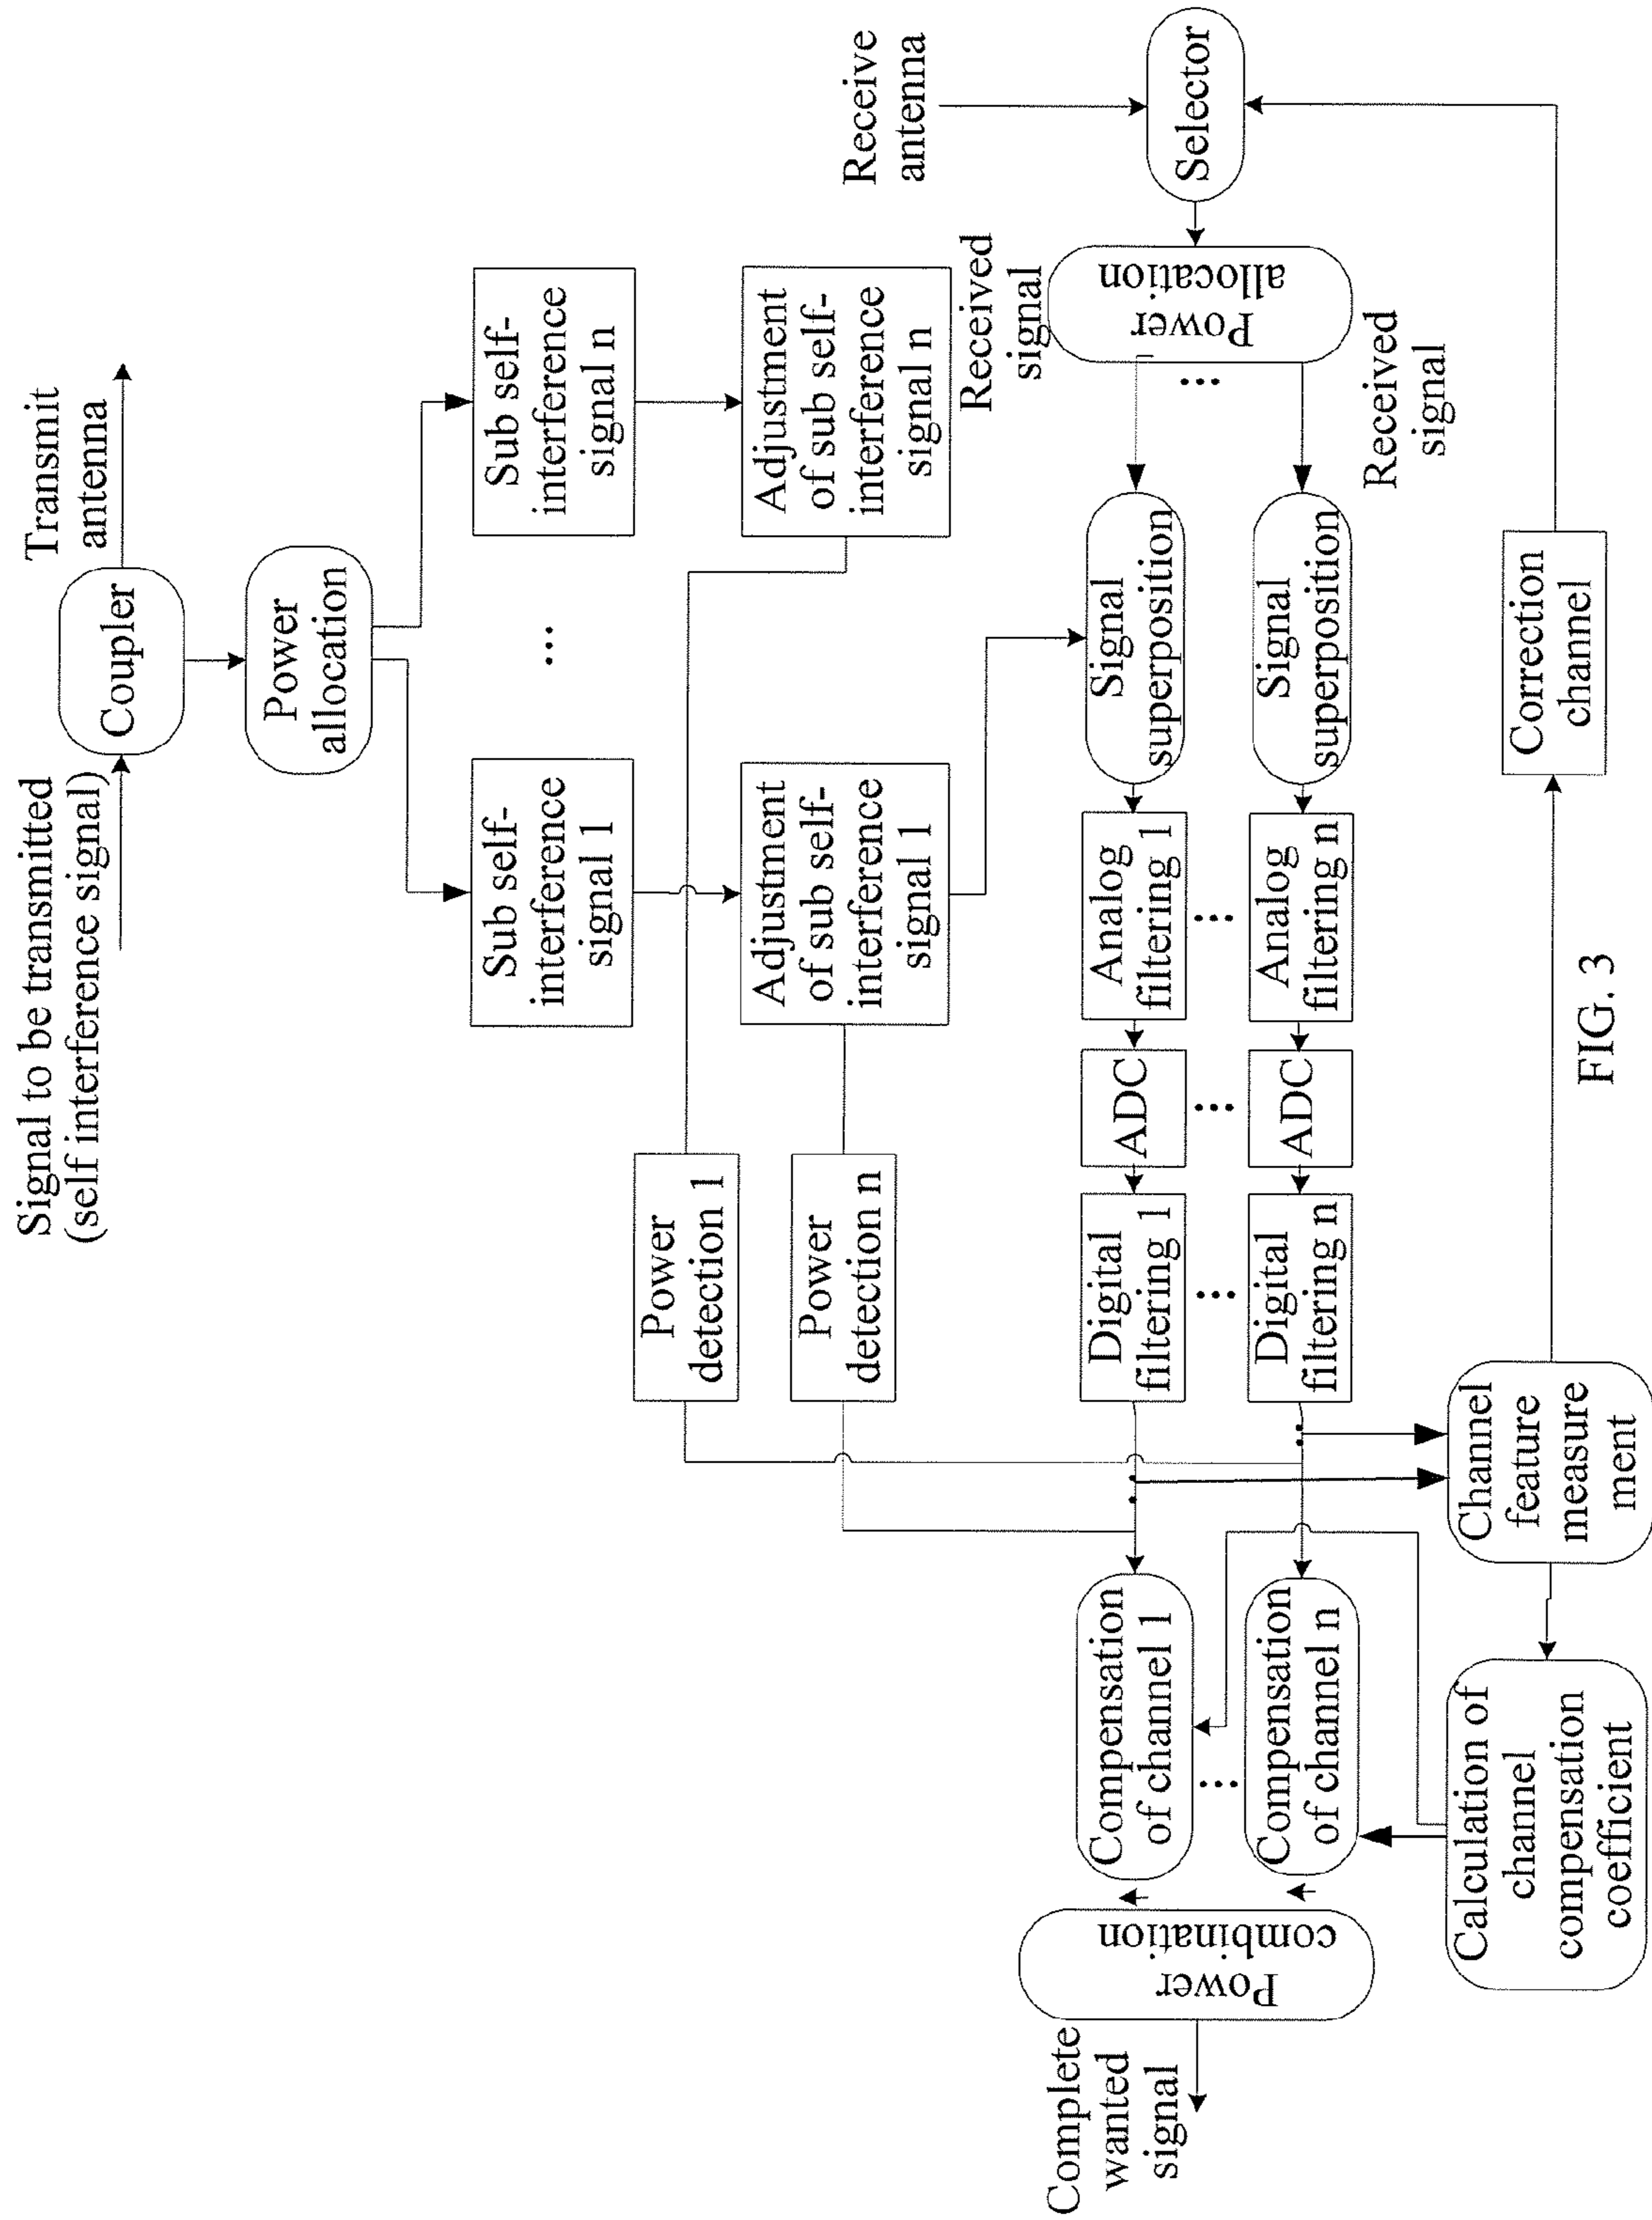 Signal to be transmitted
(self interference signal)
Coupler
Transmit
antenna
Power
allocation
Sub self-
interference
signal 1
...
Sub self-
interference
signal n
Power
detection 1
Power
detection n
Adjustment
of sub self-
interference
signal 1
Adjustment
of sub self-
interference
signal n
Receive
antenna
Received
signal
Complete
wanted
signal
Power
combination
Compensation
of channel 1
Digital
filtering 1
ADC
Analog
filtering 1
Signal
superposition
Power
allocation
Selector
...
...
...
...
...
Compensation
of channel n
Digital
filtering n
ADC
Analog
filtering n
Signal
superposition
Received
signal
Calculation of
channel
compensation
coefficient
Channel
feature
measure
ment
Correction
channel
FIG. 3